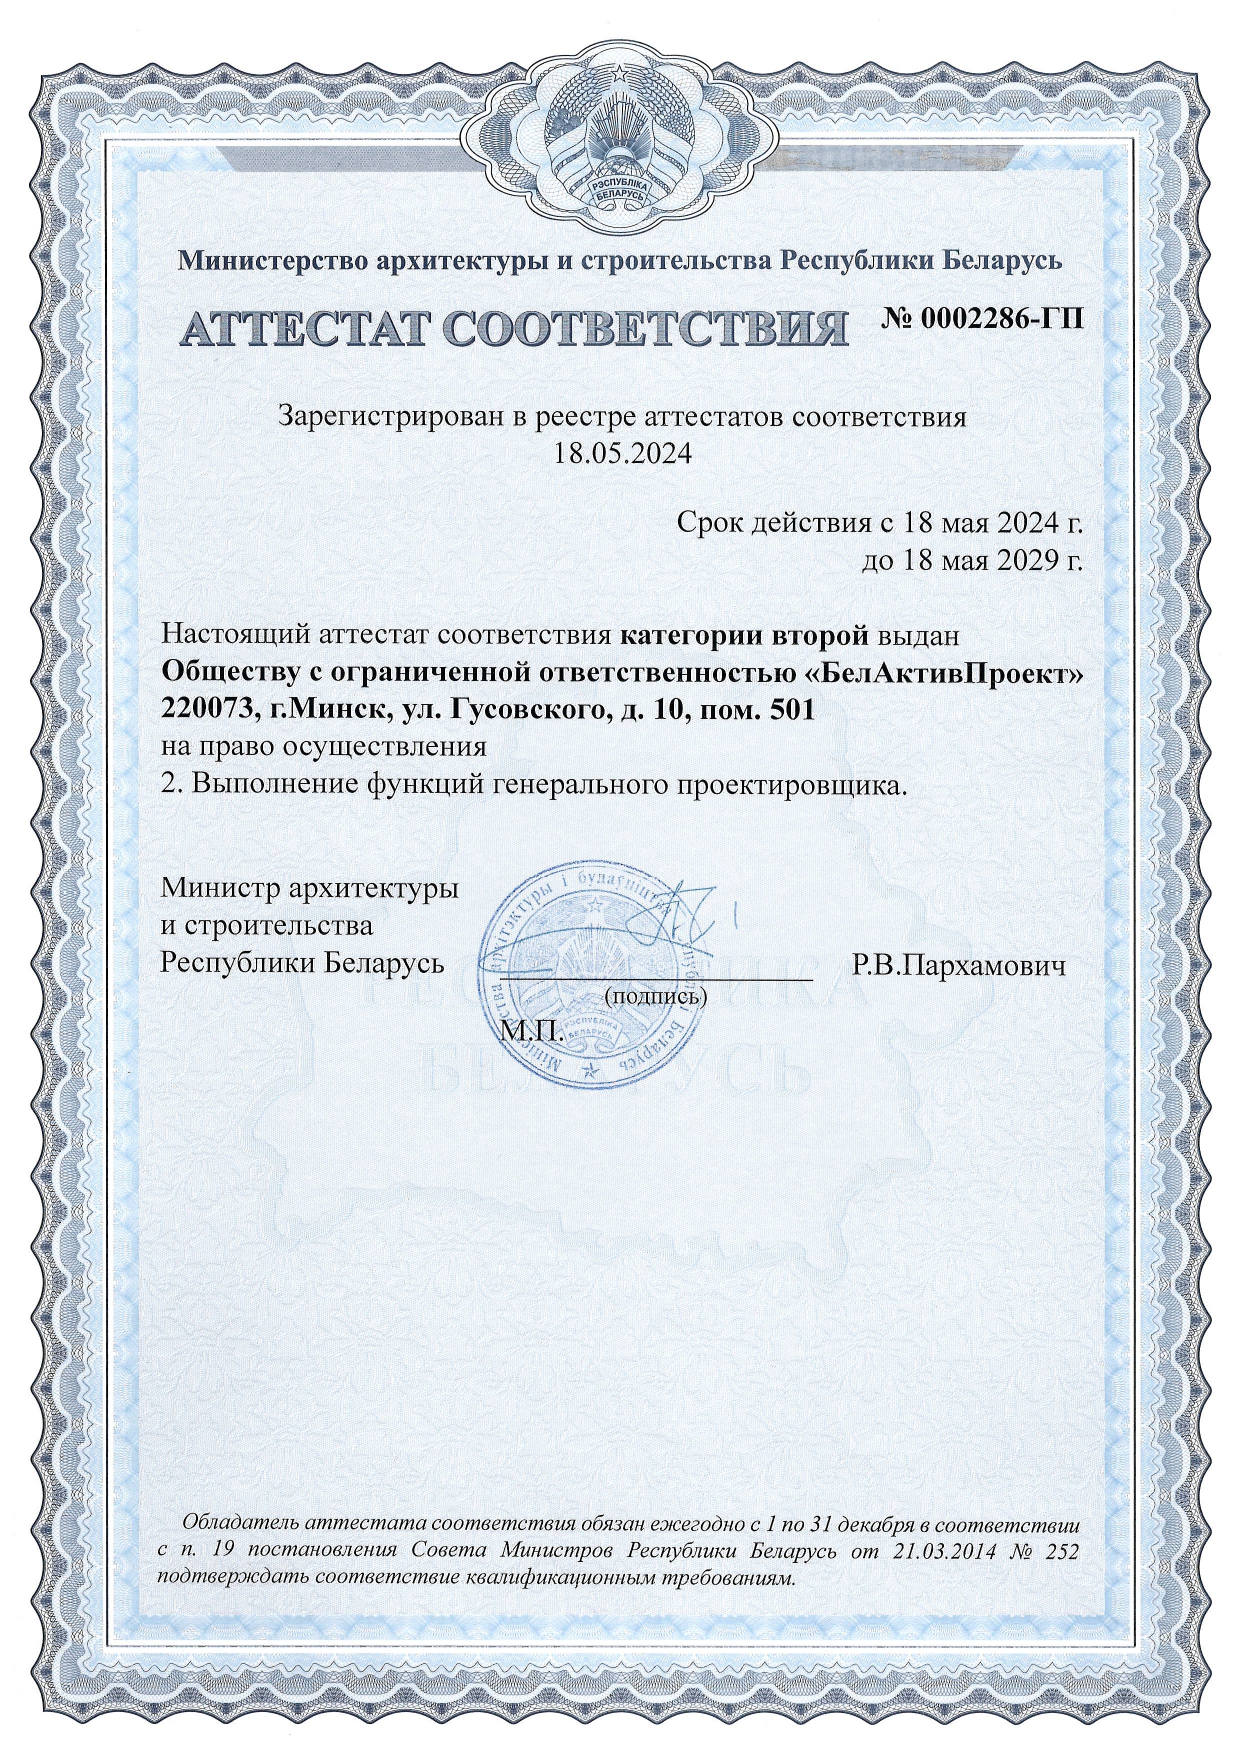 РЭСПУБЛІКА
БЕЛАРУСЬ
Министерство архитектуры и строительства Республики Беларусь
АТТЕСТАТ СООТВЕТСТВИЯ № 0002286-ГП
Зарегистрирован в реестре аттестатов соответствия
18.05.2024
Срок действия с 18 мая 2024 г.
до 18 мая 2029 г.
Настоящий аттестат соответствия категории второй выдан
Обществу с ограниченной ответственностью «БелАктивПроект»
220073, г.Минск, ул. Гусовского, д. 10, пом. 501
на право осуществления
2. Выполнение функций генерального проектировщика.
Министр архитектуры
и строительства
Республики Беларусь Р.В.Пархамович
(подпись)
М.П.
Міністэрства архітэктуры і будаўніцтва Рэспублікі Беларусь
РЭСПУБЛІКА
БЕЛАРУСЬ
Обладатель аттестата соответствия обязан ежегодно с 1 по 31 декабря в соответствии
с п. 19 постановления Совета Министров Республики Беларусь от 21.03.2014 № 252
подтверждать соответствие квалификационным требованиям.